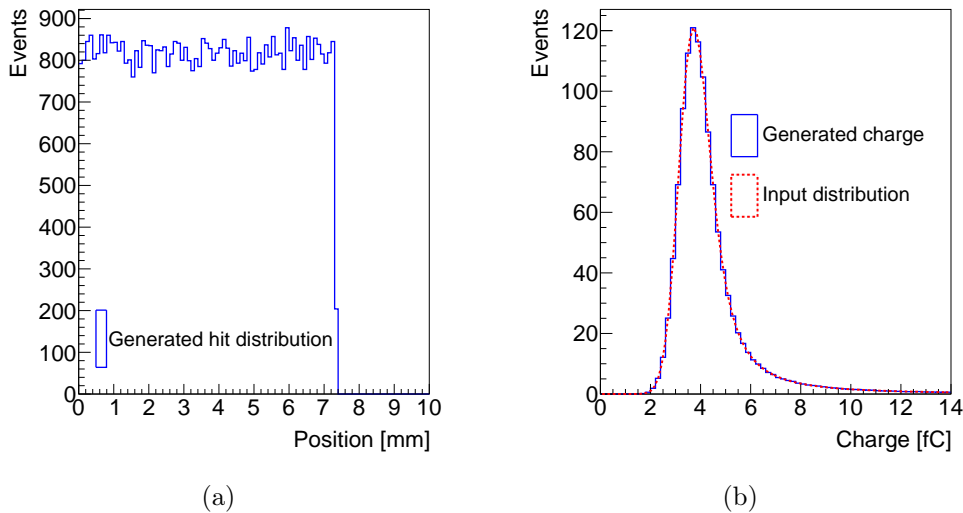 Events
900
800
700
600
500
400
300
200
100
0
Generated hit distribution
0 1 2 3 4 5 6 7 8 9 10
Position [mm]
(a)
Events
120
100
80
60
40
20
0
Generated charge
Input distribution
0 2 4 6 8 10 12 14
Charge [fC]
(b)